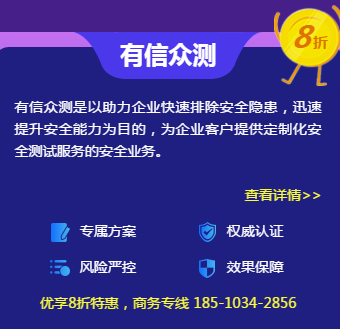 8折
有信众测
有信众测是以助力企业快速排除安全隐患，迅速
提升安全能力为目的，为企业客户提供定制化安
全测试服务的安全业务。
查看详情>>
专属方案
权威认证
风险严控
效果保障
优享8折特惠，商务专线 185-1034-2856